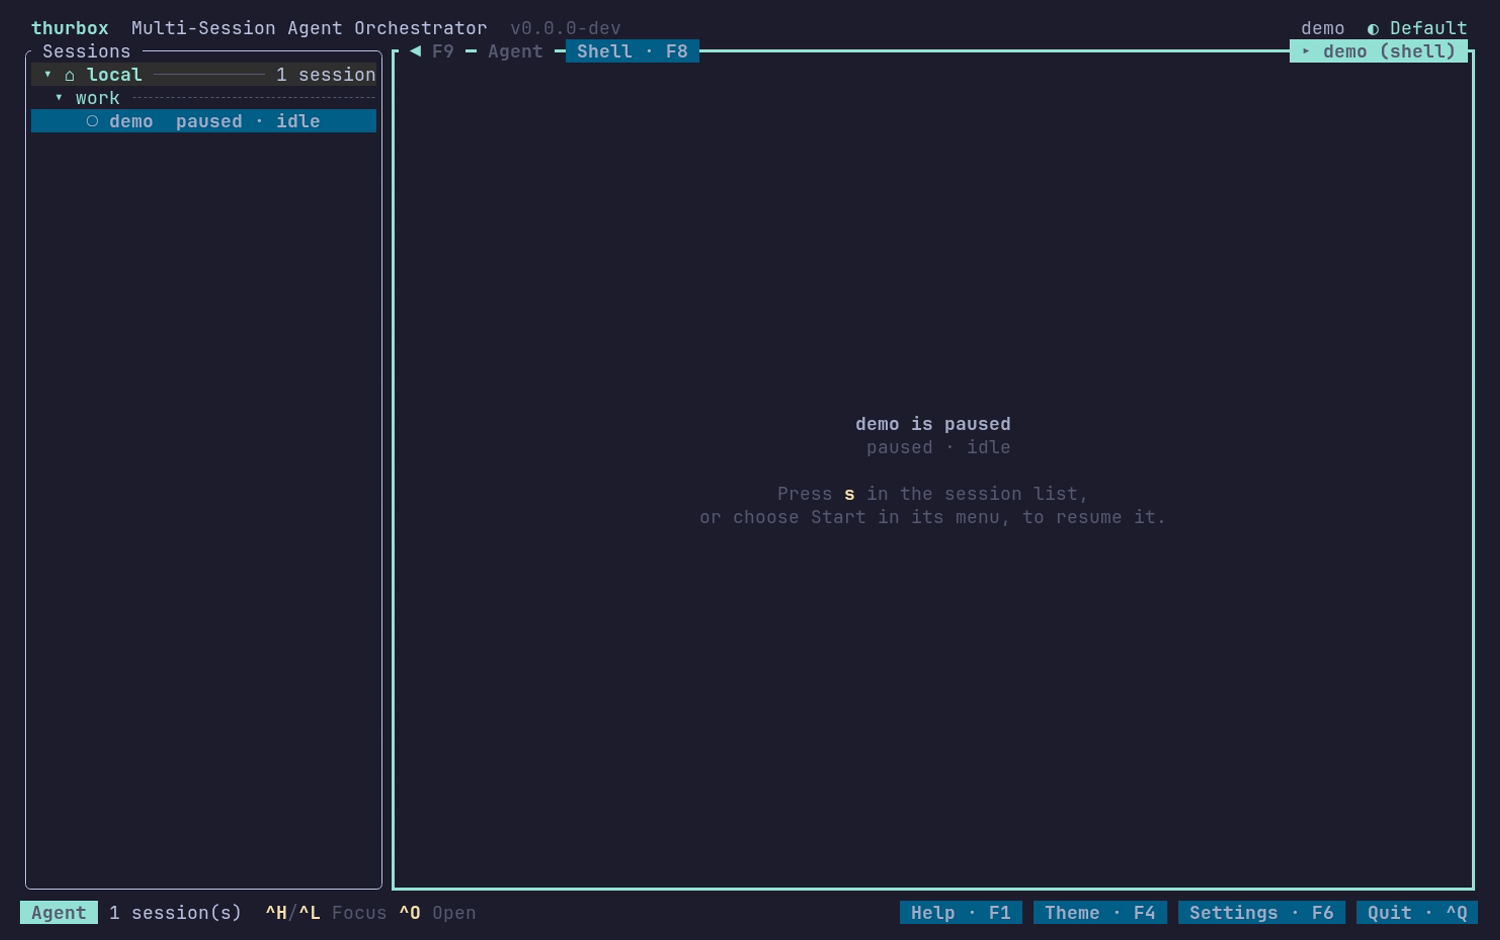 thurbox  Multi-Session Agent Orchestrator  v0.0.0-dev  demo  ◐ Default
Sessions  ◀ F9  Agent  Shell · F8  ▸ demo (shell)
▾ ⌂ local  1 session
▾ work
○ demo  paused · idle
demo is paused
paused · idle
Press s in the session list,
or choose Start in its menu, to resume it.
Agent  1 session(s)  ^H/^L Focus ^O Open  Help · F1  Theme · F4  Settings · F6  Quit · ^Q